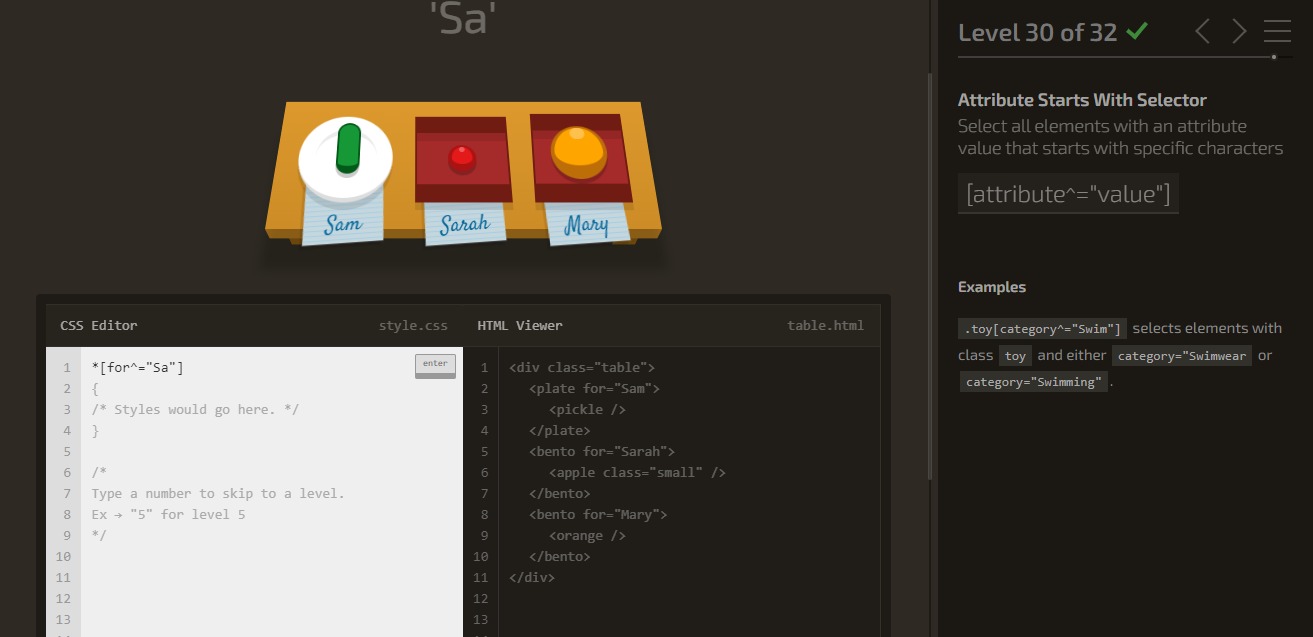 'Sa'
Sam
Sarah
Mary
CSS Editor
style.css
HTML Viewer
table.html
1 *[for^="Sa"]
enter
2 {
3 /* Styles would go here. */
4 }
5
6 /*
7 Type a number to skip to a level.
8 Ex → "5" for level 5
9 */
10
11
12
13
1 <div class="table">
2 <plate for="Sam">
3 <pickle />
4 </plate>
5 <bento for="Sarah">
6 <apple class="small" />
7 </bento>
8 <bento for="Mary">
9 <orange />
10 </bento>
11 </div>
12
13
Level 30 of 32
Attribute Starts With Selector
Select all elements with an attribute
value that starts with specific characters
[attribute^="value"]
Examples
.toy[category^="Swim"] selects elements with
class toy and either category="Swimwear or
category="Swimming" .